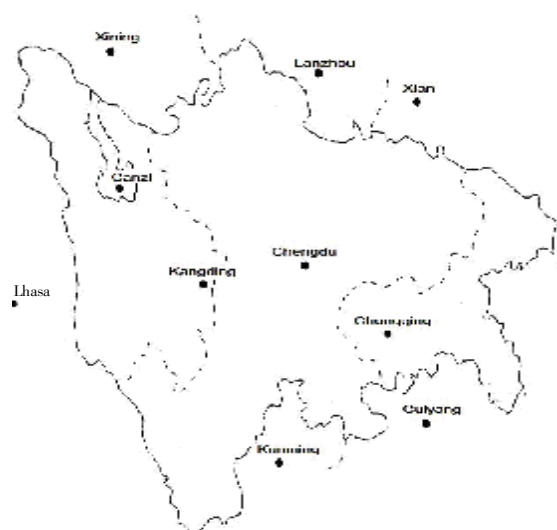 Xining
Lanzhou
Xian
Ganzi
Chengdu
Kangding
Lhasa
Chongqing
Guiyang
Kunming